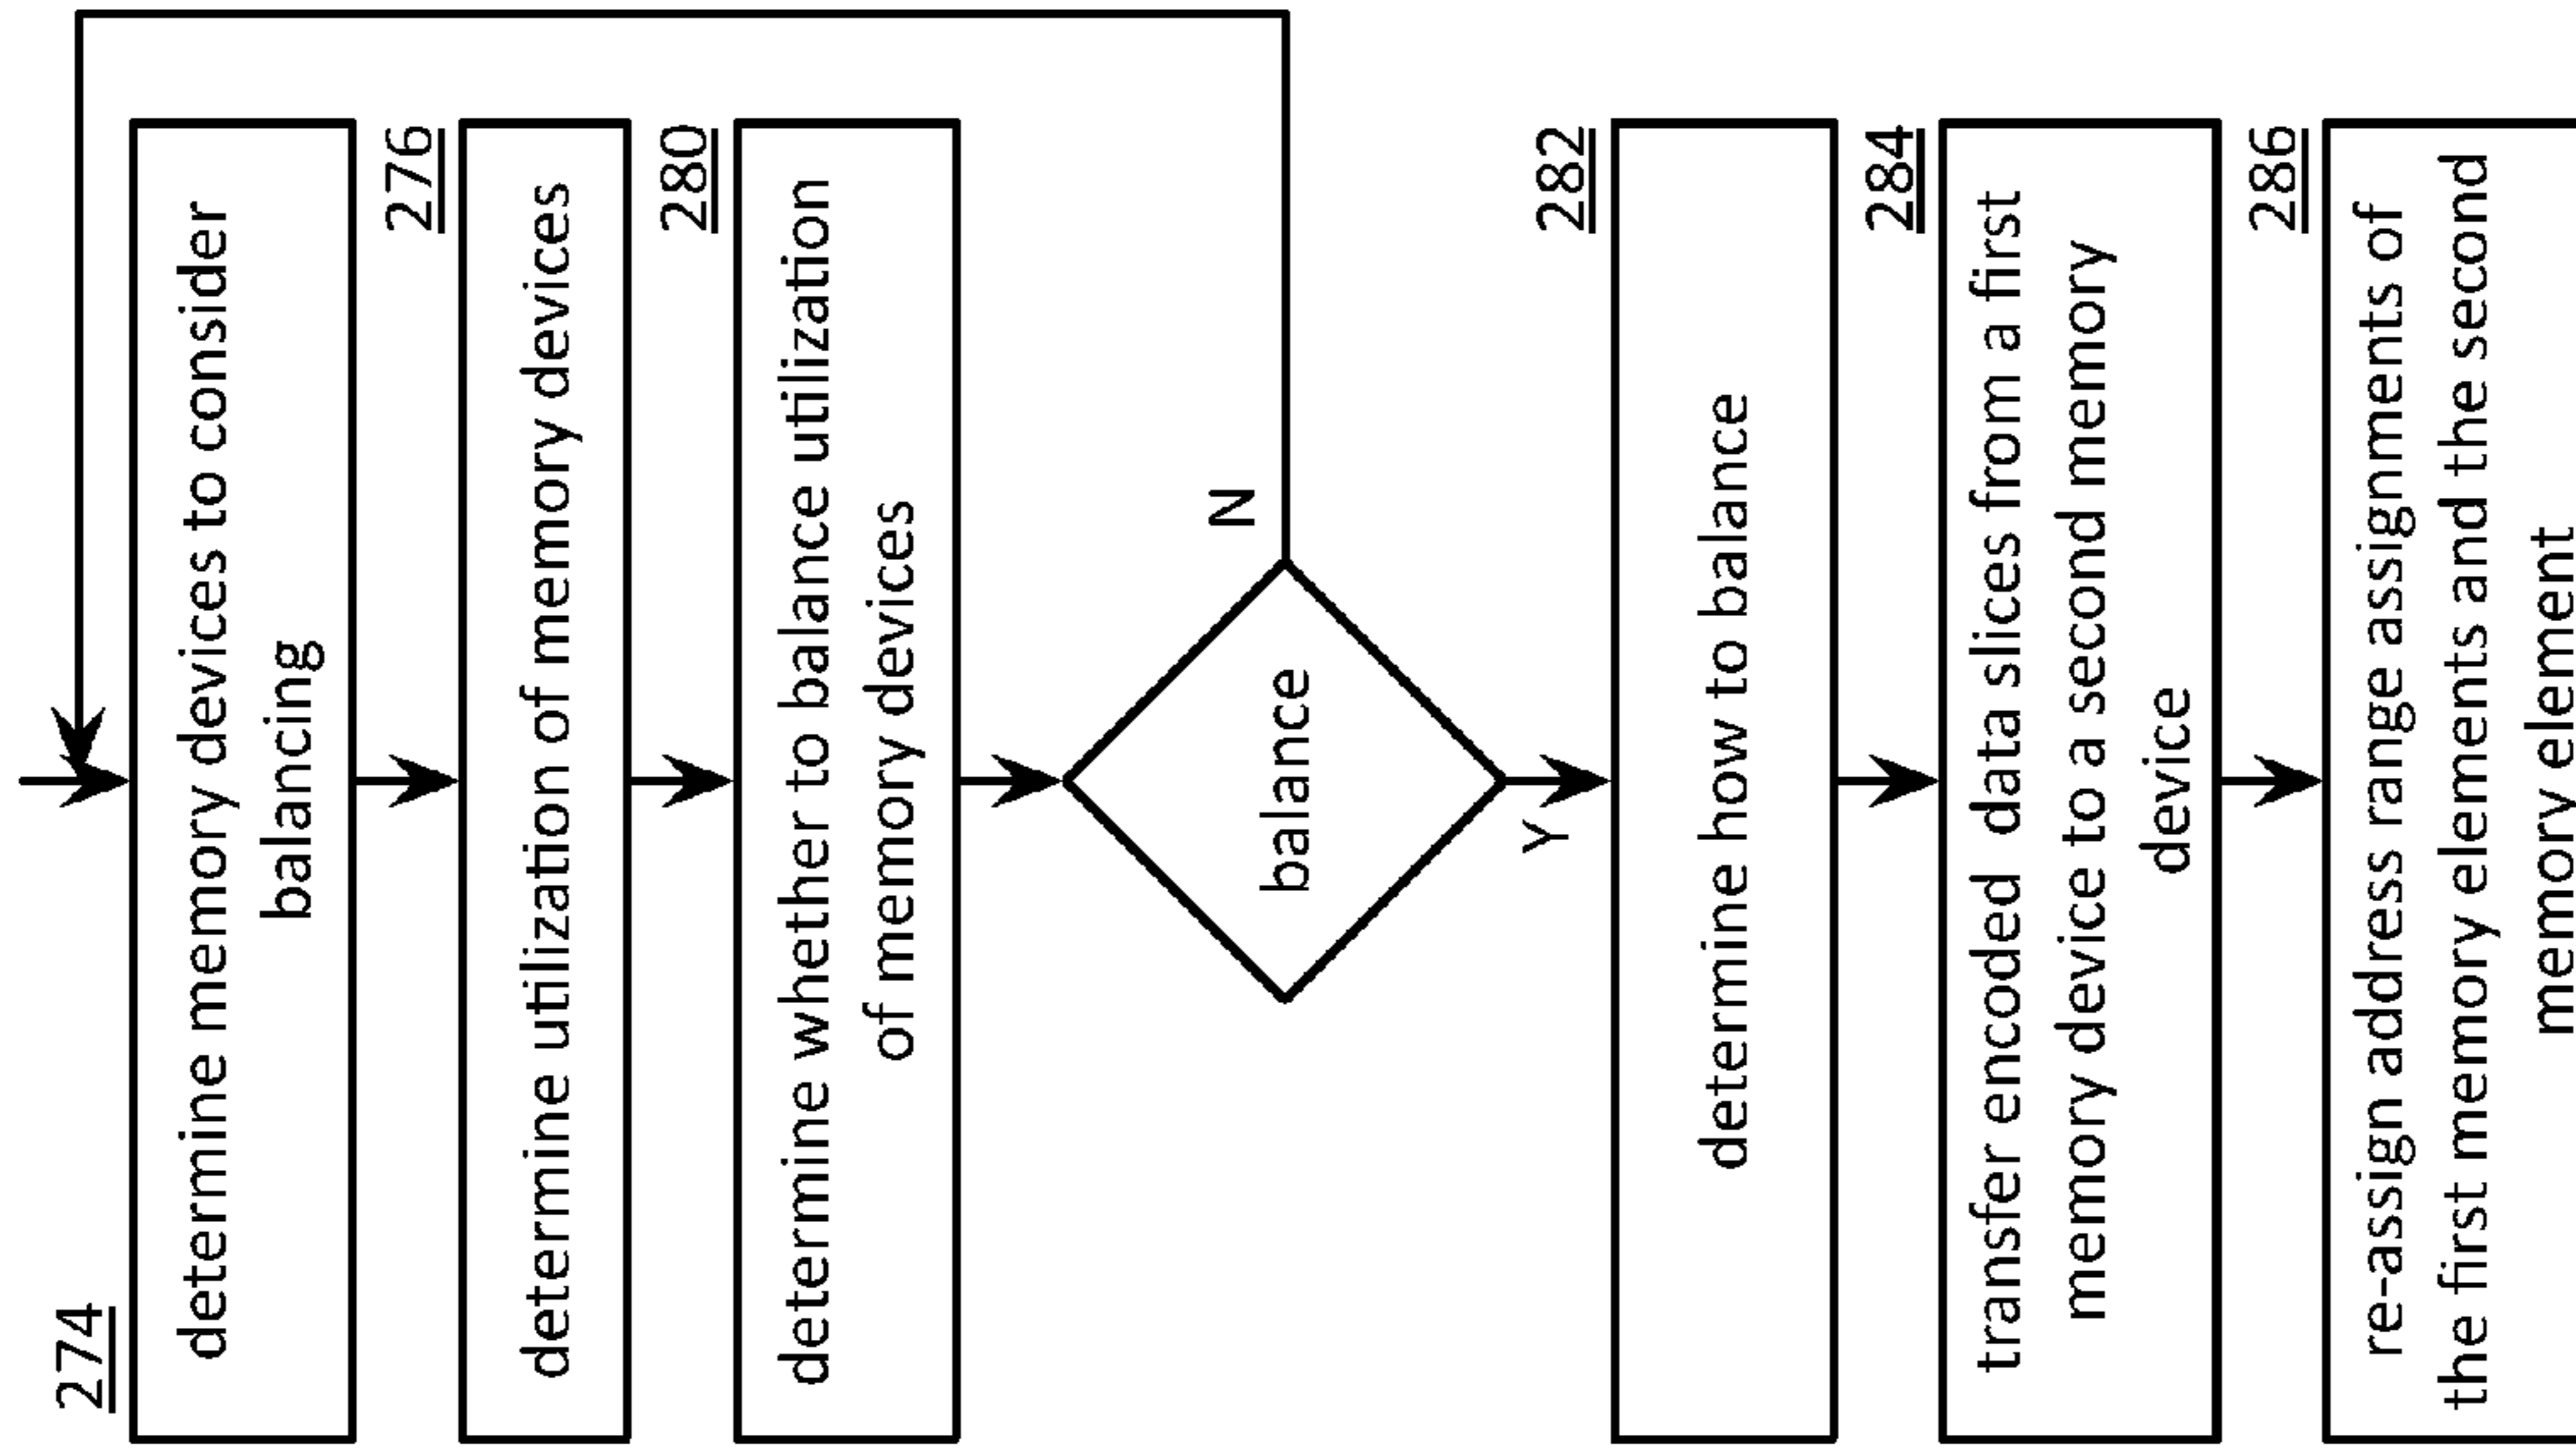 274
determine memory devices to consider
balancing
276
determine utilization of memory devices
280
determine whether to balance utilization
of memory devices
balance
N
Y
282
determine how to balance
284
transfer encoded data slices from a first
memory device to a second memory
device
286
re-assign address range assignments of
the first memory elements and the second
memory element